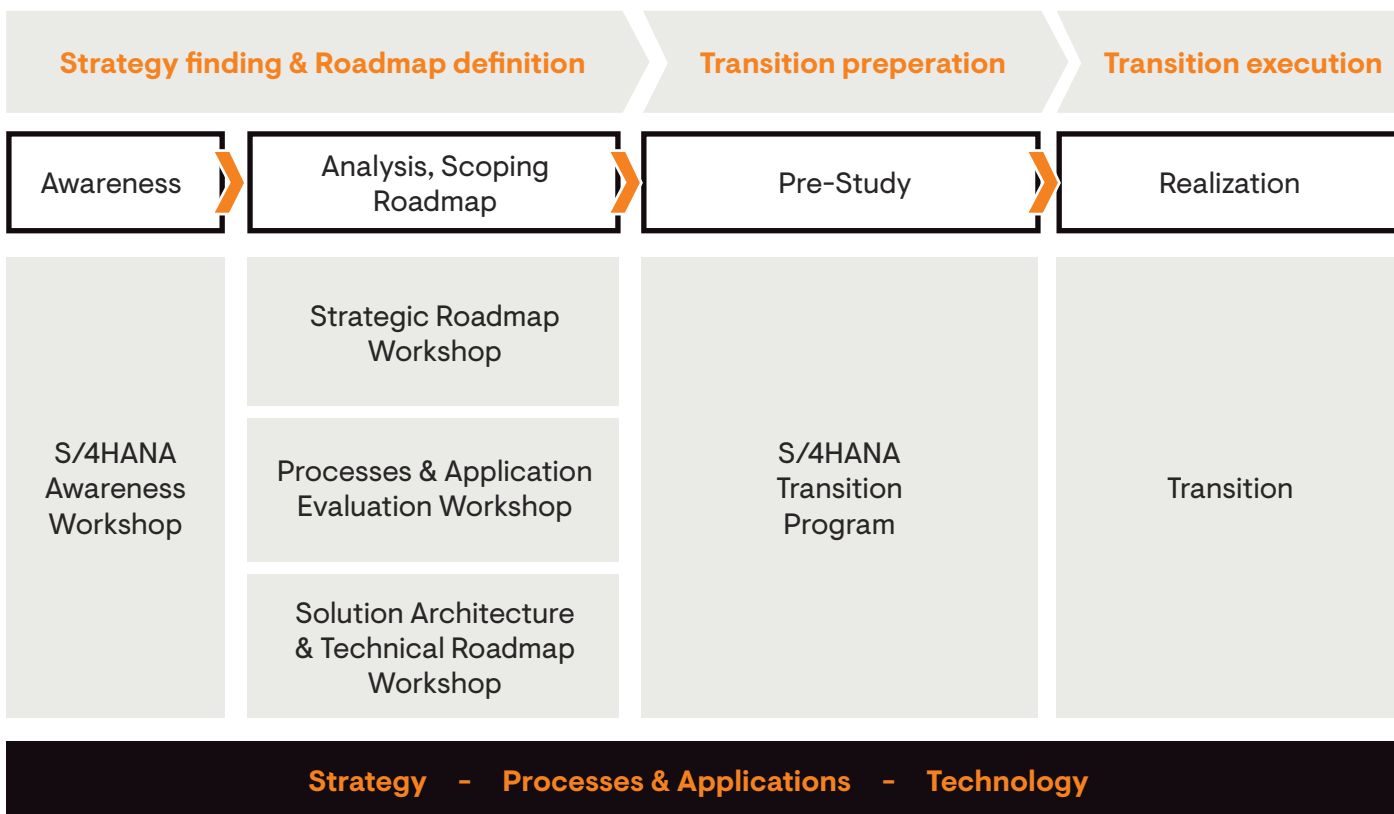 Strategy finding & Roadmap definition
Transition preperation
Transition execution
Awareness
Analysis, Scoping
Roadmap
Pre-Study
Realization
S/4HANA
Awareness
Workshop
Strategic Roadmap
Workshop
Processes & Application
Evaluation Workshop
Solution Architecture
& Technical Roadmap
Workshop
S/4HANA
Transition
Program
Transition
Strategy - Processes & Applications - Technology